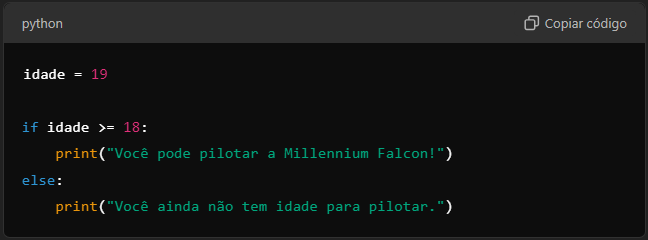 python
Copiar código
idade = 19
if idade >= 18:
    print("Você pode pilotar a Millennium Falcon!")
else:
    print("Você ainda não tem idade para pilotar.")